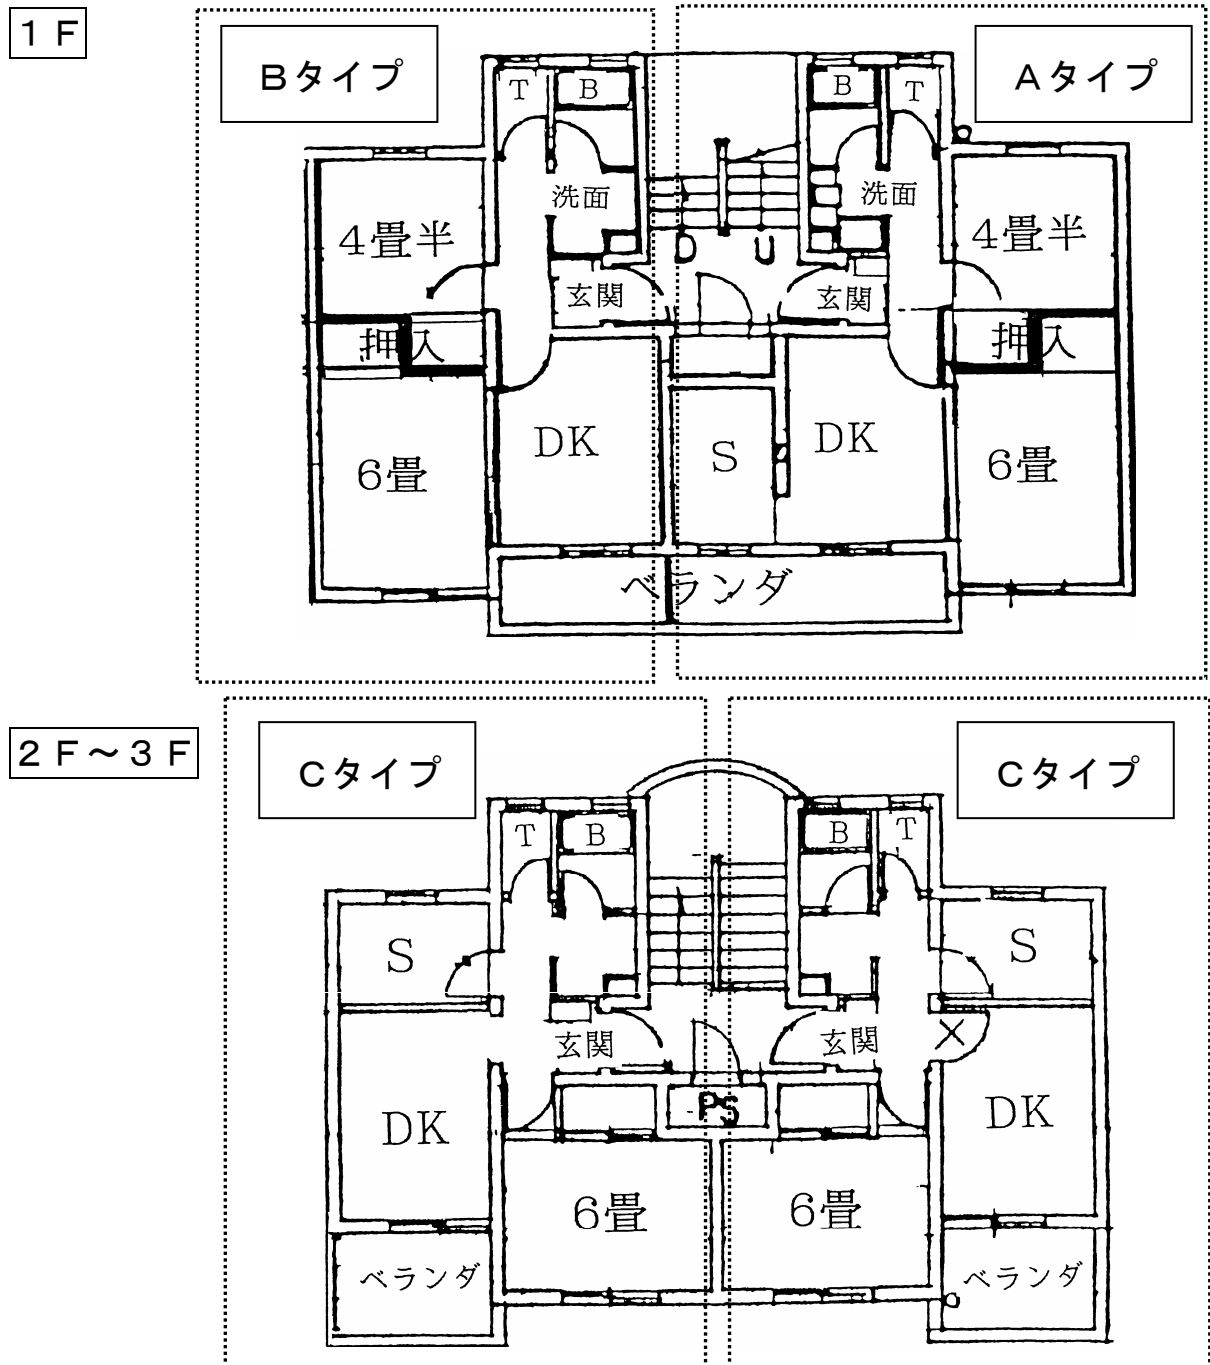 １Ｆ
Ｂタイプ
Ａタイプ
T
B
B
T
洗面
洗面
4畳半
4畳半
D
U
玄関
玄関
押入
押入
DK
S
DK
6畳
6畳
ベランダ
２Ｆ～３Ｆ
Ｃタイプ
Ｃタイプ
T
B
B
T
S
S
玄関
玄関
PS
DK
DK
6畳
6畳
ベランダ
ベランダ